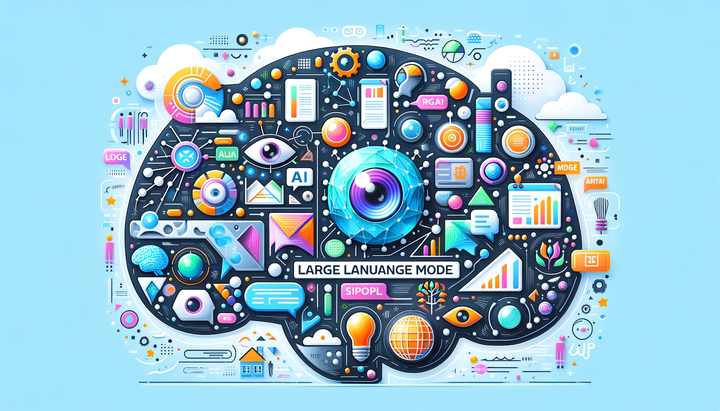 RGAI
LOGE
ALIA
AI
MDGE
ANTAI
LARGE LANUANGE MODE
SIPOPL